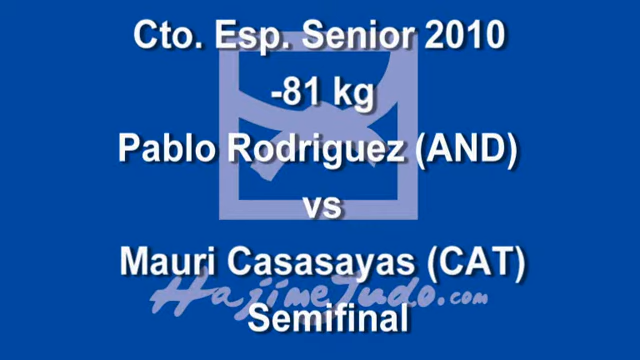 Cto. Esp. Senior 2010
-81 kg
Pablo Rodriguez (AND)
vs
Mauri Casasayas (CAT)
HajimeJudo.com
Semifinal